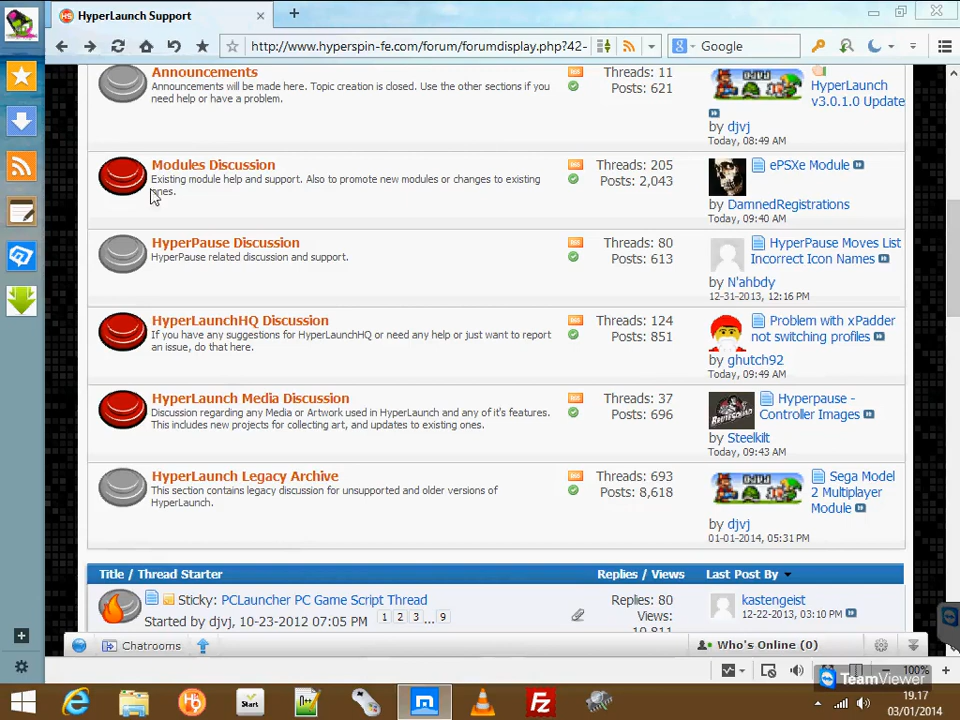 HyperLaunch Support
http://www.hyperspin-fe.com/forum/forumdisplay.php?42-
Google
Announcements
Announcements will be made here. Topic creation is closed. Use the other sections if you
need help or have a problem.
RSS
Threads: 11
Posts: 621
HyperLaunch
v3.0.1.0 Update
by djvj
Today, 08:49 AM
Modules Discussion
Existing module help and support. Also to promote new modules or changes to existing
ones.
RSS
Threads: 205
Posts: 2,043
ePSXe Module
by DamnedRegistrations
Today, 09:40 AM
HyperPause Discussion
HyperPause related discussion and support.
RSS
Threads: 80
Posts: 613
HyperPause Moves List
Incorrect Icon Names
by N'ahbdy
12-31-2013, 12:16 PM
HyperLaunchHQ Discussion
If you have any suggestions for HyperLaunchHQ or need any help or just want to report
an issue, do that here.
RSS
Threads: 124
Posts: 851
Problem with xPadder
not switching profiles
by ghutch92
Today, 09:49 AM
HyperLaunch Media Discussion
Discussion regarding any Media or Artwork used in HyperLaunch and any of it's features.
This includes new projects for collecting art, and updates to existing ones.
RSS
Threads: 37
Posts: 696
Hyperpause -
Controller Images
by Steelkilt
Today, 09:43 AM
HyperLaunch Legacy Archive
This section contains legacy discussion for unsupported and older versions of
HyperLaunch.
RSS
Threads: 693
Posts: 8,618
Sega Model
2 Multiplayer
Module
by djvj
01-01-2014, 05:31 PM
Title / Thread Starter
Replies / Views
Last Post By
Sticky: PCLauncher PC Game Script Thread
Started by djvj, 10-23-2012 07:05 PM
1 2 3 ... 9
Replies: 80
Views:
kastengeist
12-22-2013, 03:10 PM
Chatrooms
Who's Online (0)
100%
TeamViewer
Start
19.17
03/01/2014